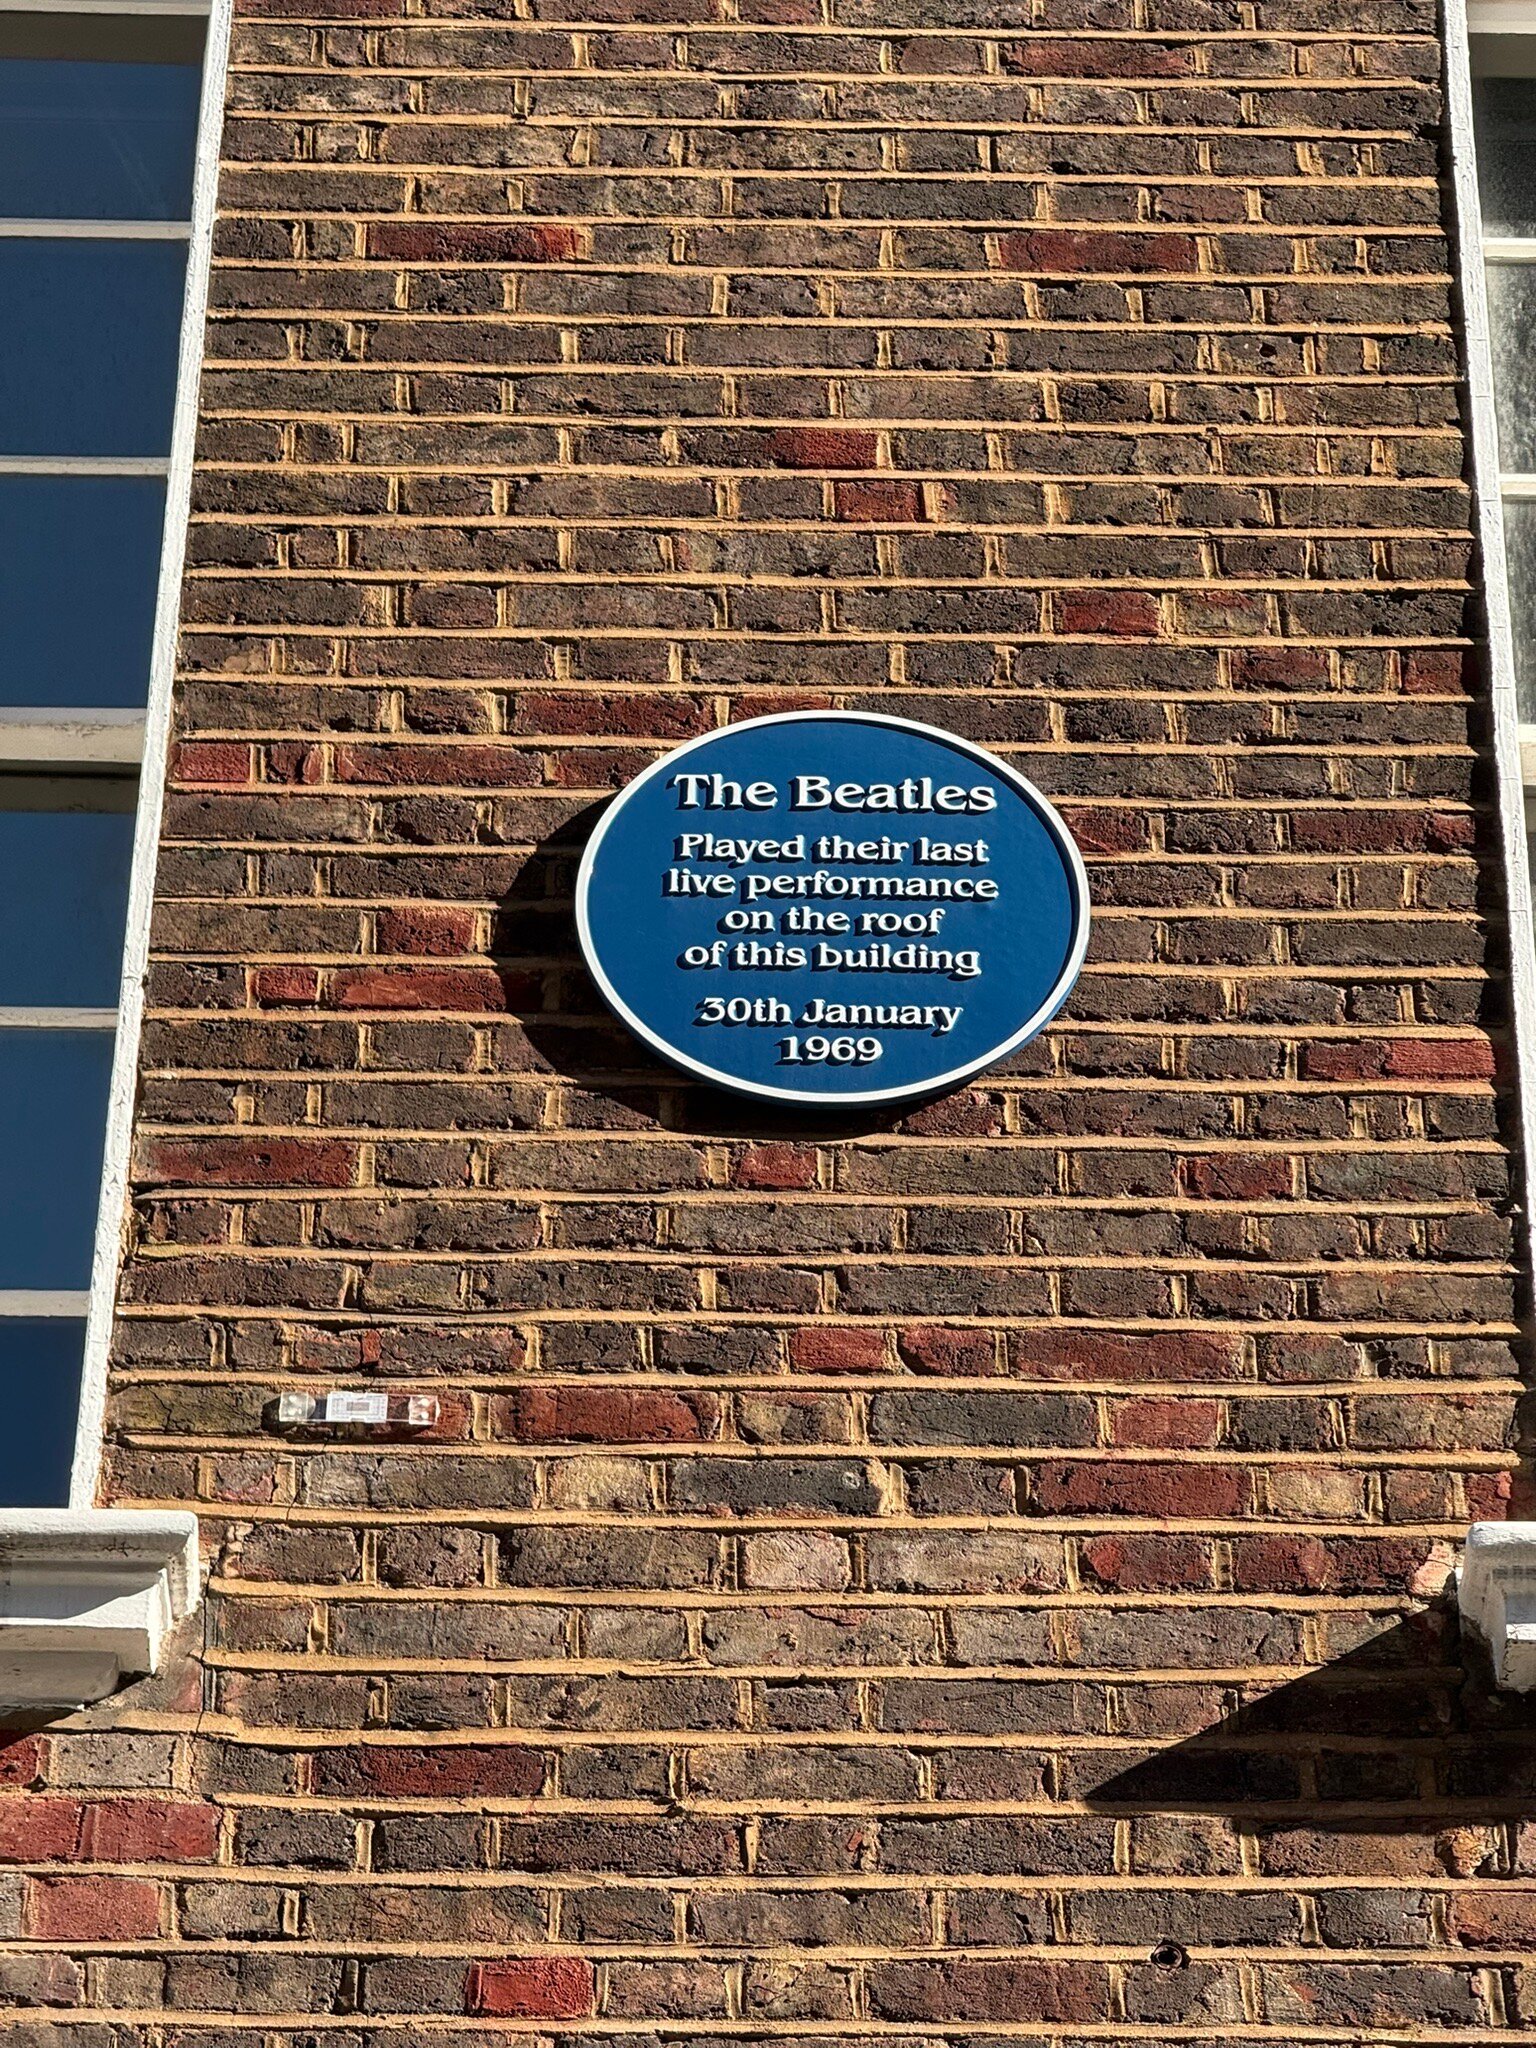 The Beatles
Played their last
live performance
on the roof
of this building
30th January
1969